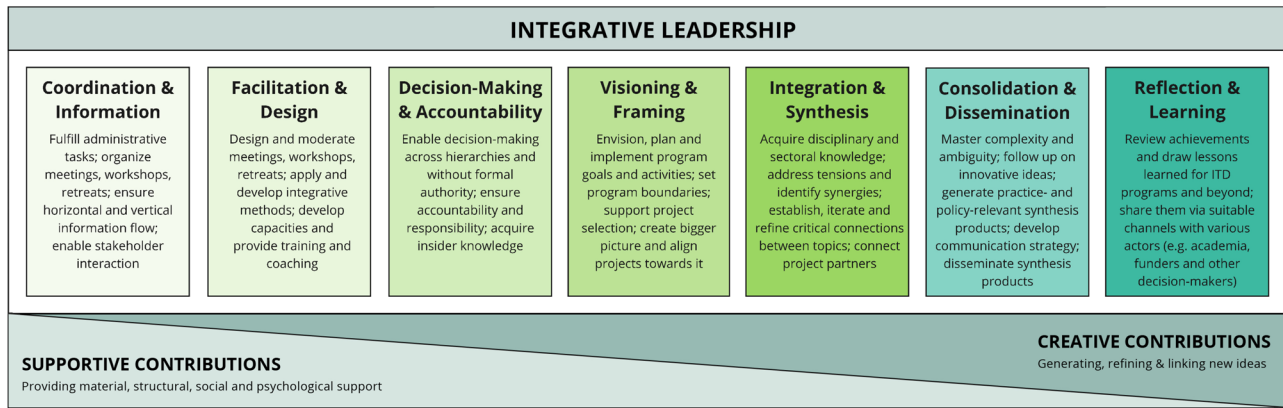 INTEGRATIVE LEADERSHIP
Coordination &
Information
Fulfill administrative
tasks; organize
meetings, workshops,
retreats; ensure
horizontal and vertical
information flow;
enable stakeholder
interaction
Facilitation &
Design
Design and moderate
meetings, workshops,
retreats; apply and
develop integrative
methods; develop
capacities and
provide training and
coaching
Decision-Making
& Accountability
Enable decision-making
across hierarchies and
without formal
authority; ensure
accountability and
responsibility; acquire
insider knowledge
Visioning &
Framing
Envision, plan and
implement program
goals and activities; set
program boundaries;
support project
selection; create bigger
picture and align
projects towards it
Integration &
Synthesis
Acquire disciplinary and
sectoral knowledge;
address tensions and
identify synergies;
establish, iterate and
refine critical connections
between topics; connect
project partners
Consolidation &
Dissemination
Master complexity and
ambiguity; follow up on
innovative ideas;
generate practice- and
policy-relevant synthesis
products; develop
communication strategy;
disseminate synthesis
products
Reflection &
Learning
Review achievements
and draw lessons
learned for ITD
programs and beyond;
share them via suitable
channels with various
actors (e.g. academia,
funders and other
decision-makers)
SUPPORTIVE CONTRIBUTIONS
Providing material, structural, social and psychological support
CREATIVE CONTRIBUTIONS
Generating, refining & linking new ideas